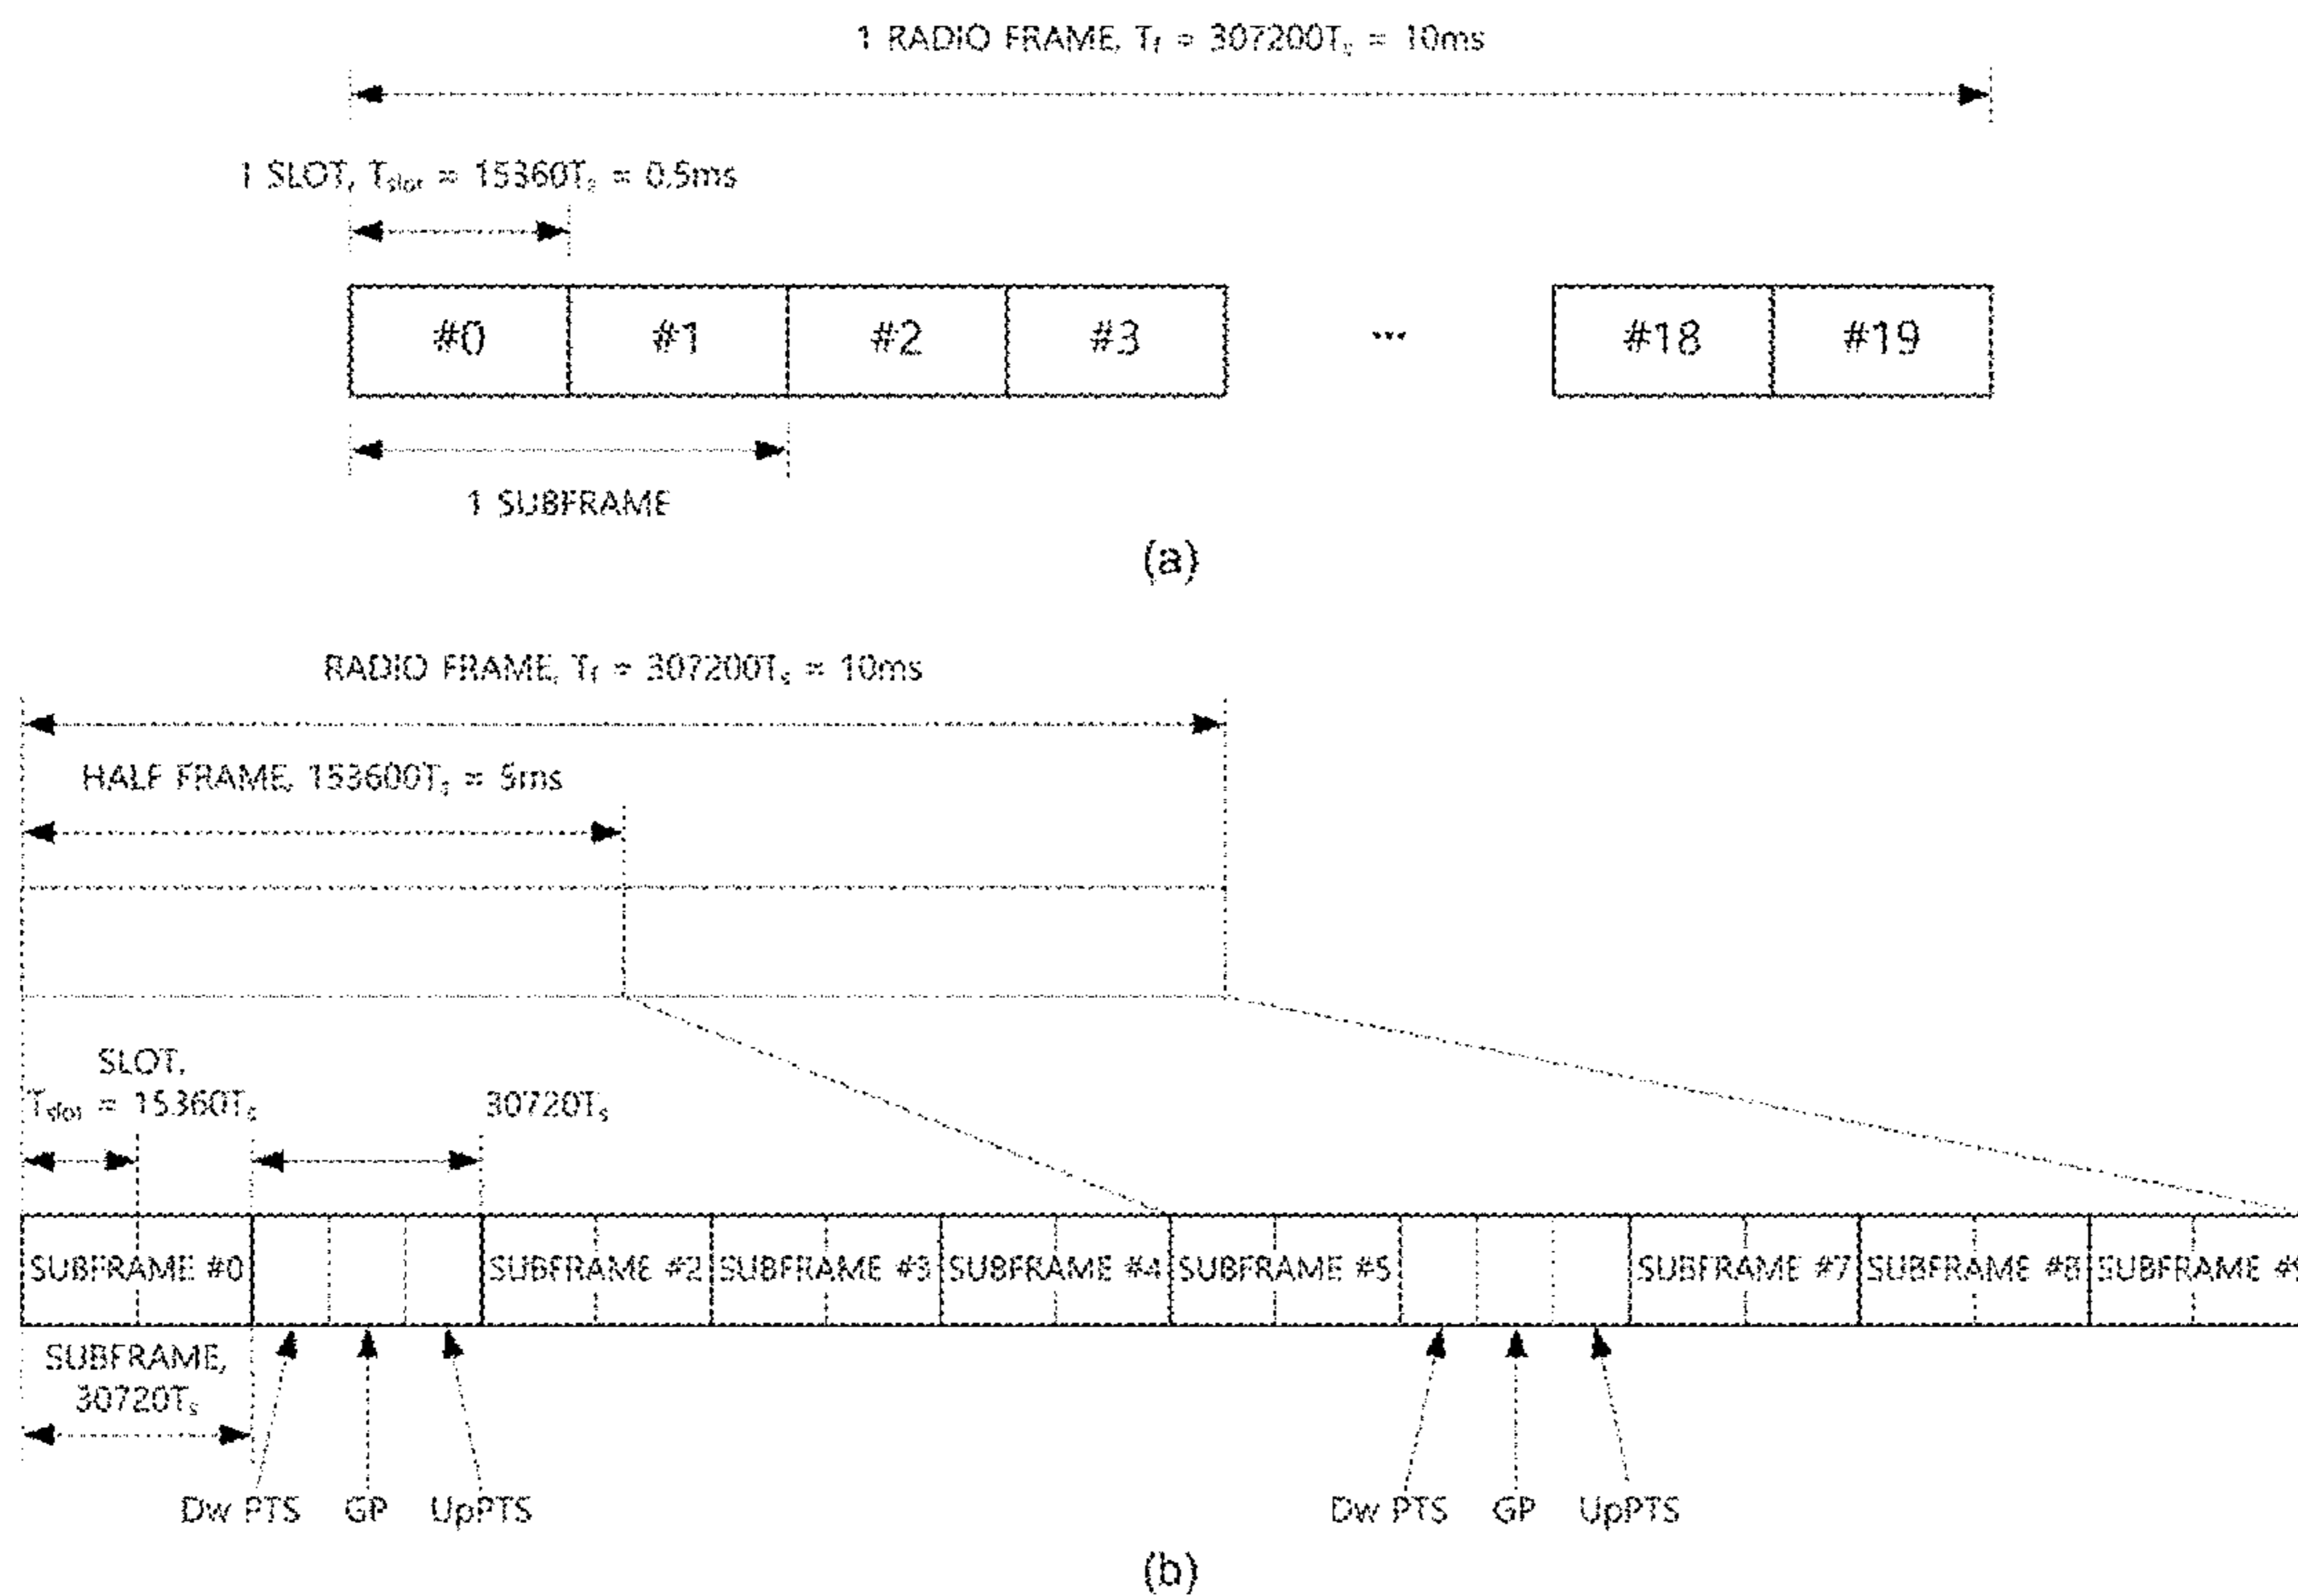 1 RADIO FRAME, Tf = 307200Ts = 10ms
1 SLOT, Tslot = 15360Ts = 0.5ms
#0 #1 #2 #3 ... #18 #19
1 SUBFRAME
(a)
RADIO FRAME, Tf = 307200Ts = 10ms
HALF FRAME, 153600Ts = 5ms
SLOT,
Tslot = 15360Ts
30720Ts
SUBFRAME #0 SUBFRAME #2 SUBFRAME #3 SUBFRAME #4 SUBFRAME #5 SUBFRAME #7 SUBFRAME #8 SUBFRAME #9
SUBFRAME,
30720Ts
Dw PTS GP UpPTS Dw PTS GP UpPTS
(b)